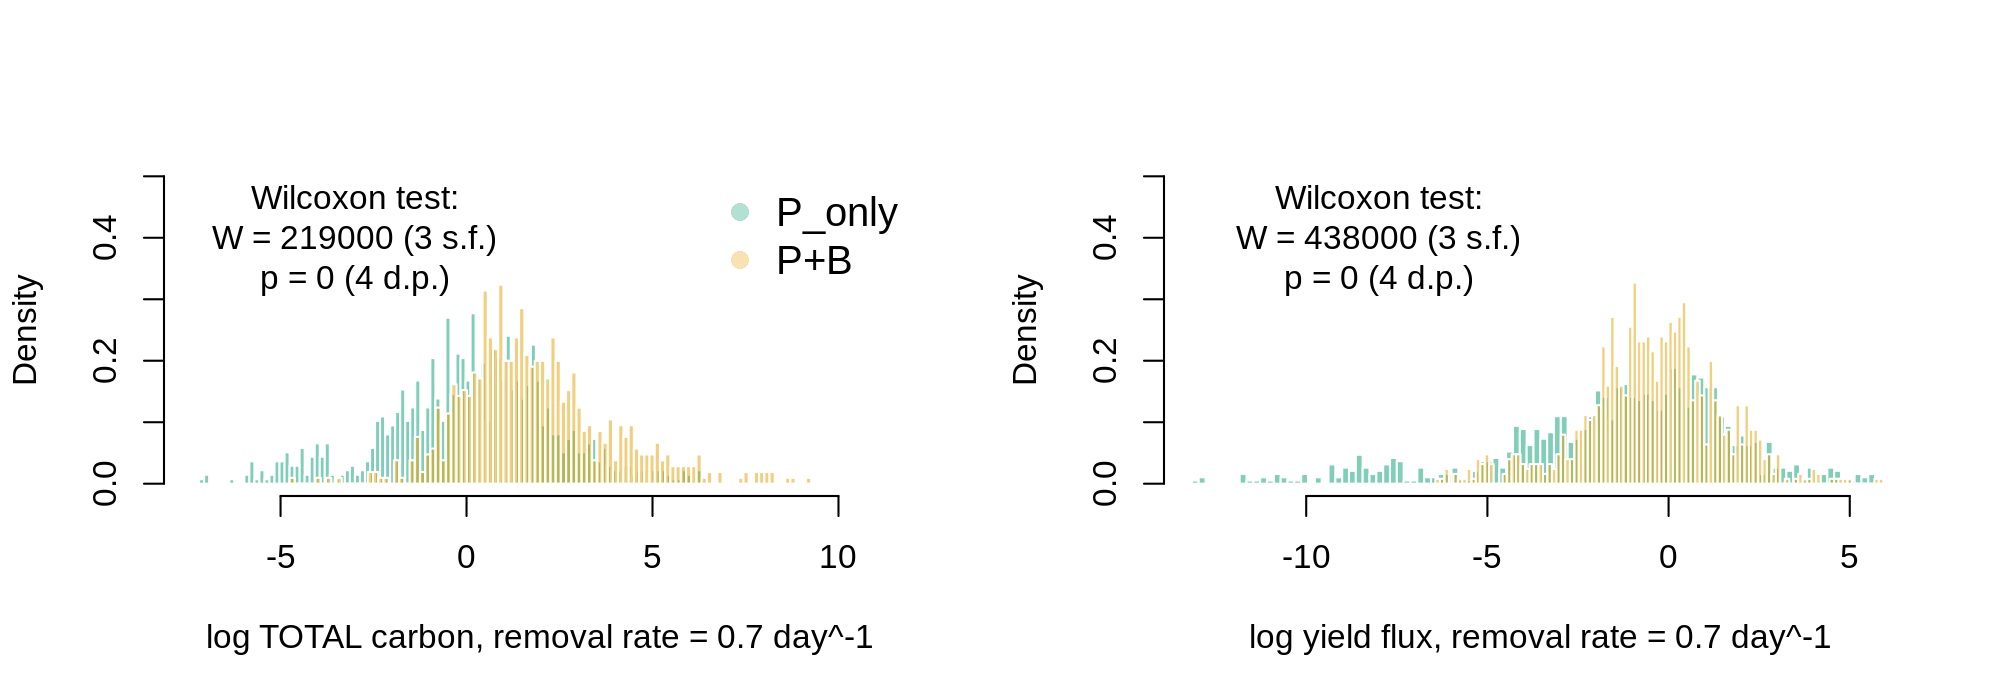 Wilcoxon test:
W = 219000 (3 s.f.)
p = 0 (4 d.p.)
P_only
P+B
Density
0.0
0.2
0.4
-5
0
5
10
log TOTAL carbon, removal rate = 0.7 day^-1
Wilcoxon test:
W = 438000 (3 s.f.)
p = 0 (4 d.p.)
Density
0.0
0.2
0.4
-10
-5
0
5
log yield flux, removal rate = 0.7 day^-1